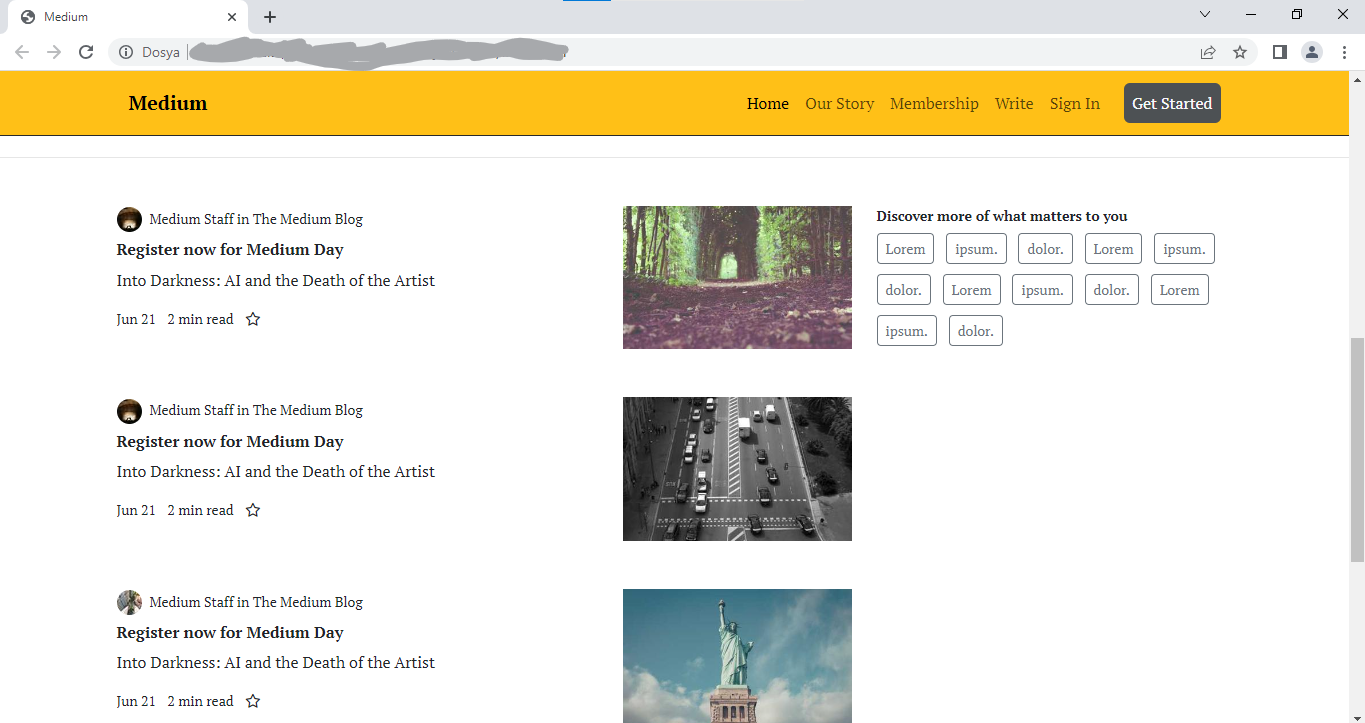 Medium
Dosya
Medium
Home Our Story Membership Write Sign In Get Started
Medium Staff in The Medium Blog
Register now for Medium Day
Into Darkness: AI and the Death of the Artist
Jun 21 2 min read
Discover more of what matters to you
Lorem ipsum. dolor. Lorem ipsum.
dolor. Lorem ipsum. dolor. Lorem
ipsum. dolor.
Medium Staff in The Medium Blog
Register now for Medium Day
Into Darkness: AI and the Death of the Artist
Jun 21 2 min read
Medium Staff in The Medium Blog
Register now for Medium Day
Into Darkness: AI and the Death of the Artist
Jun 21 2 min read